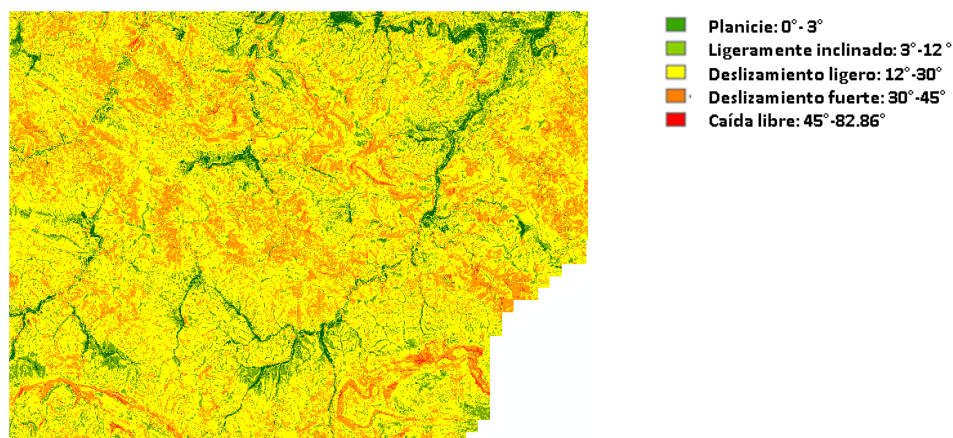 Planicie: 0°- 3°
Ligeramente inclinado: 3°-12 °
Deslizamiento ligero: 12°-30°
Deslizamiento fuerte: 30°-45°
Caída libre: 45°-82.86°